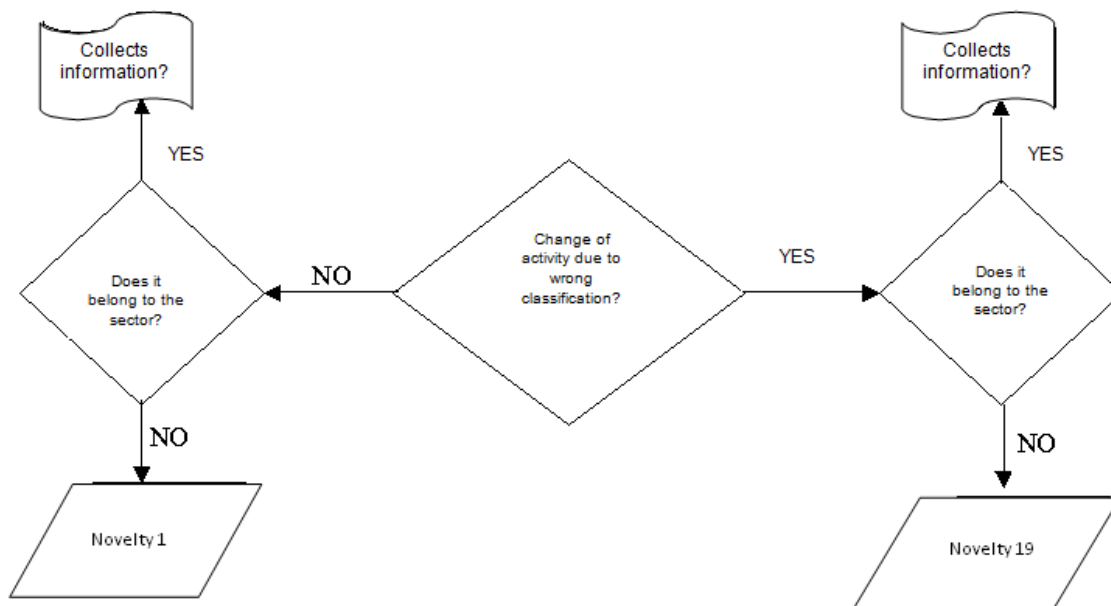 Collects
information?
Collects
information?
YES
YES
Change of
activity due to
wrong
classification?
YES
NO
Does it
belong to the
sector?
Does it
belong to the
sector?
NO
NO
Novelty 1
Novelty 19